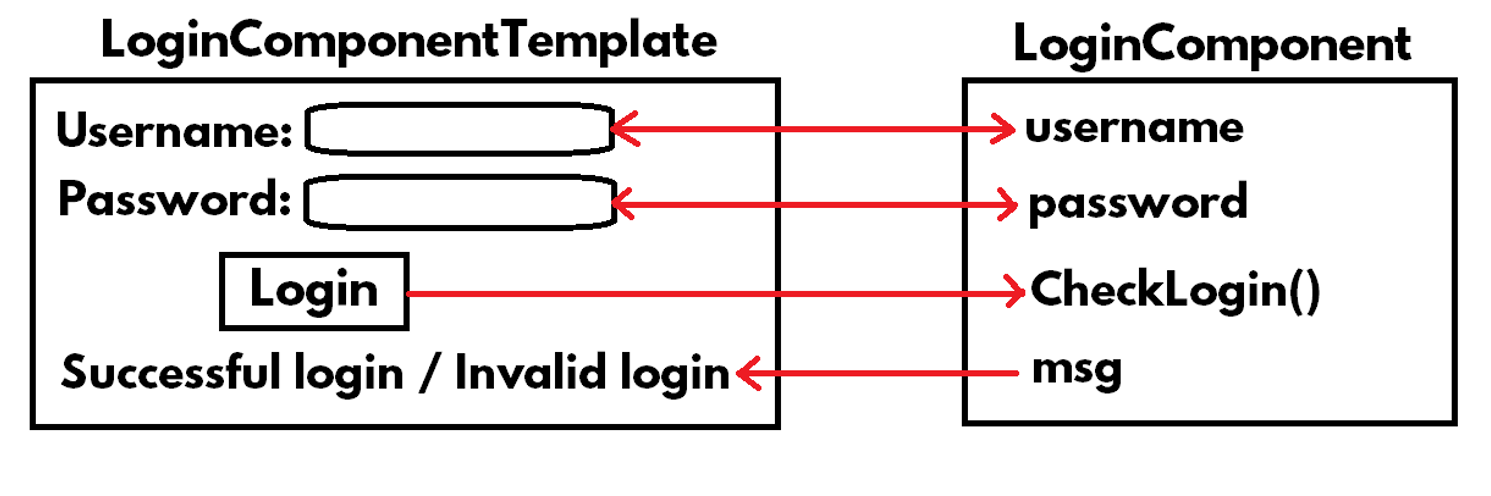 LoginComponentTemplate
LoginComponent
Username:
username
Password:
password
Login
CheckLogin()
Successful login / Invalid login
msg